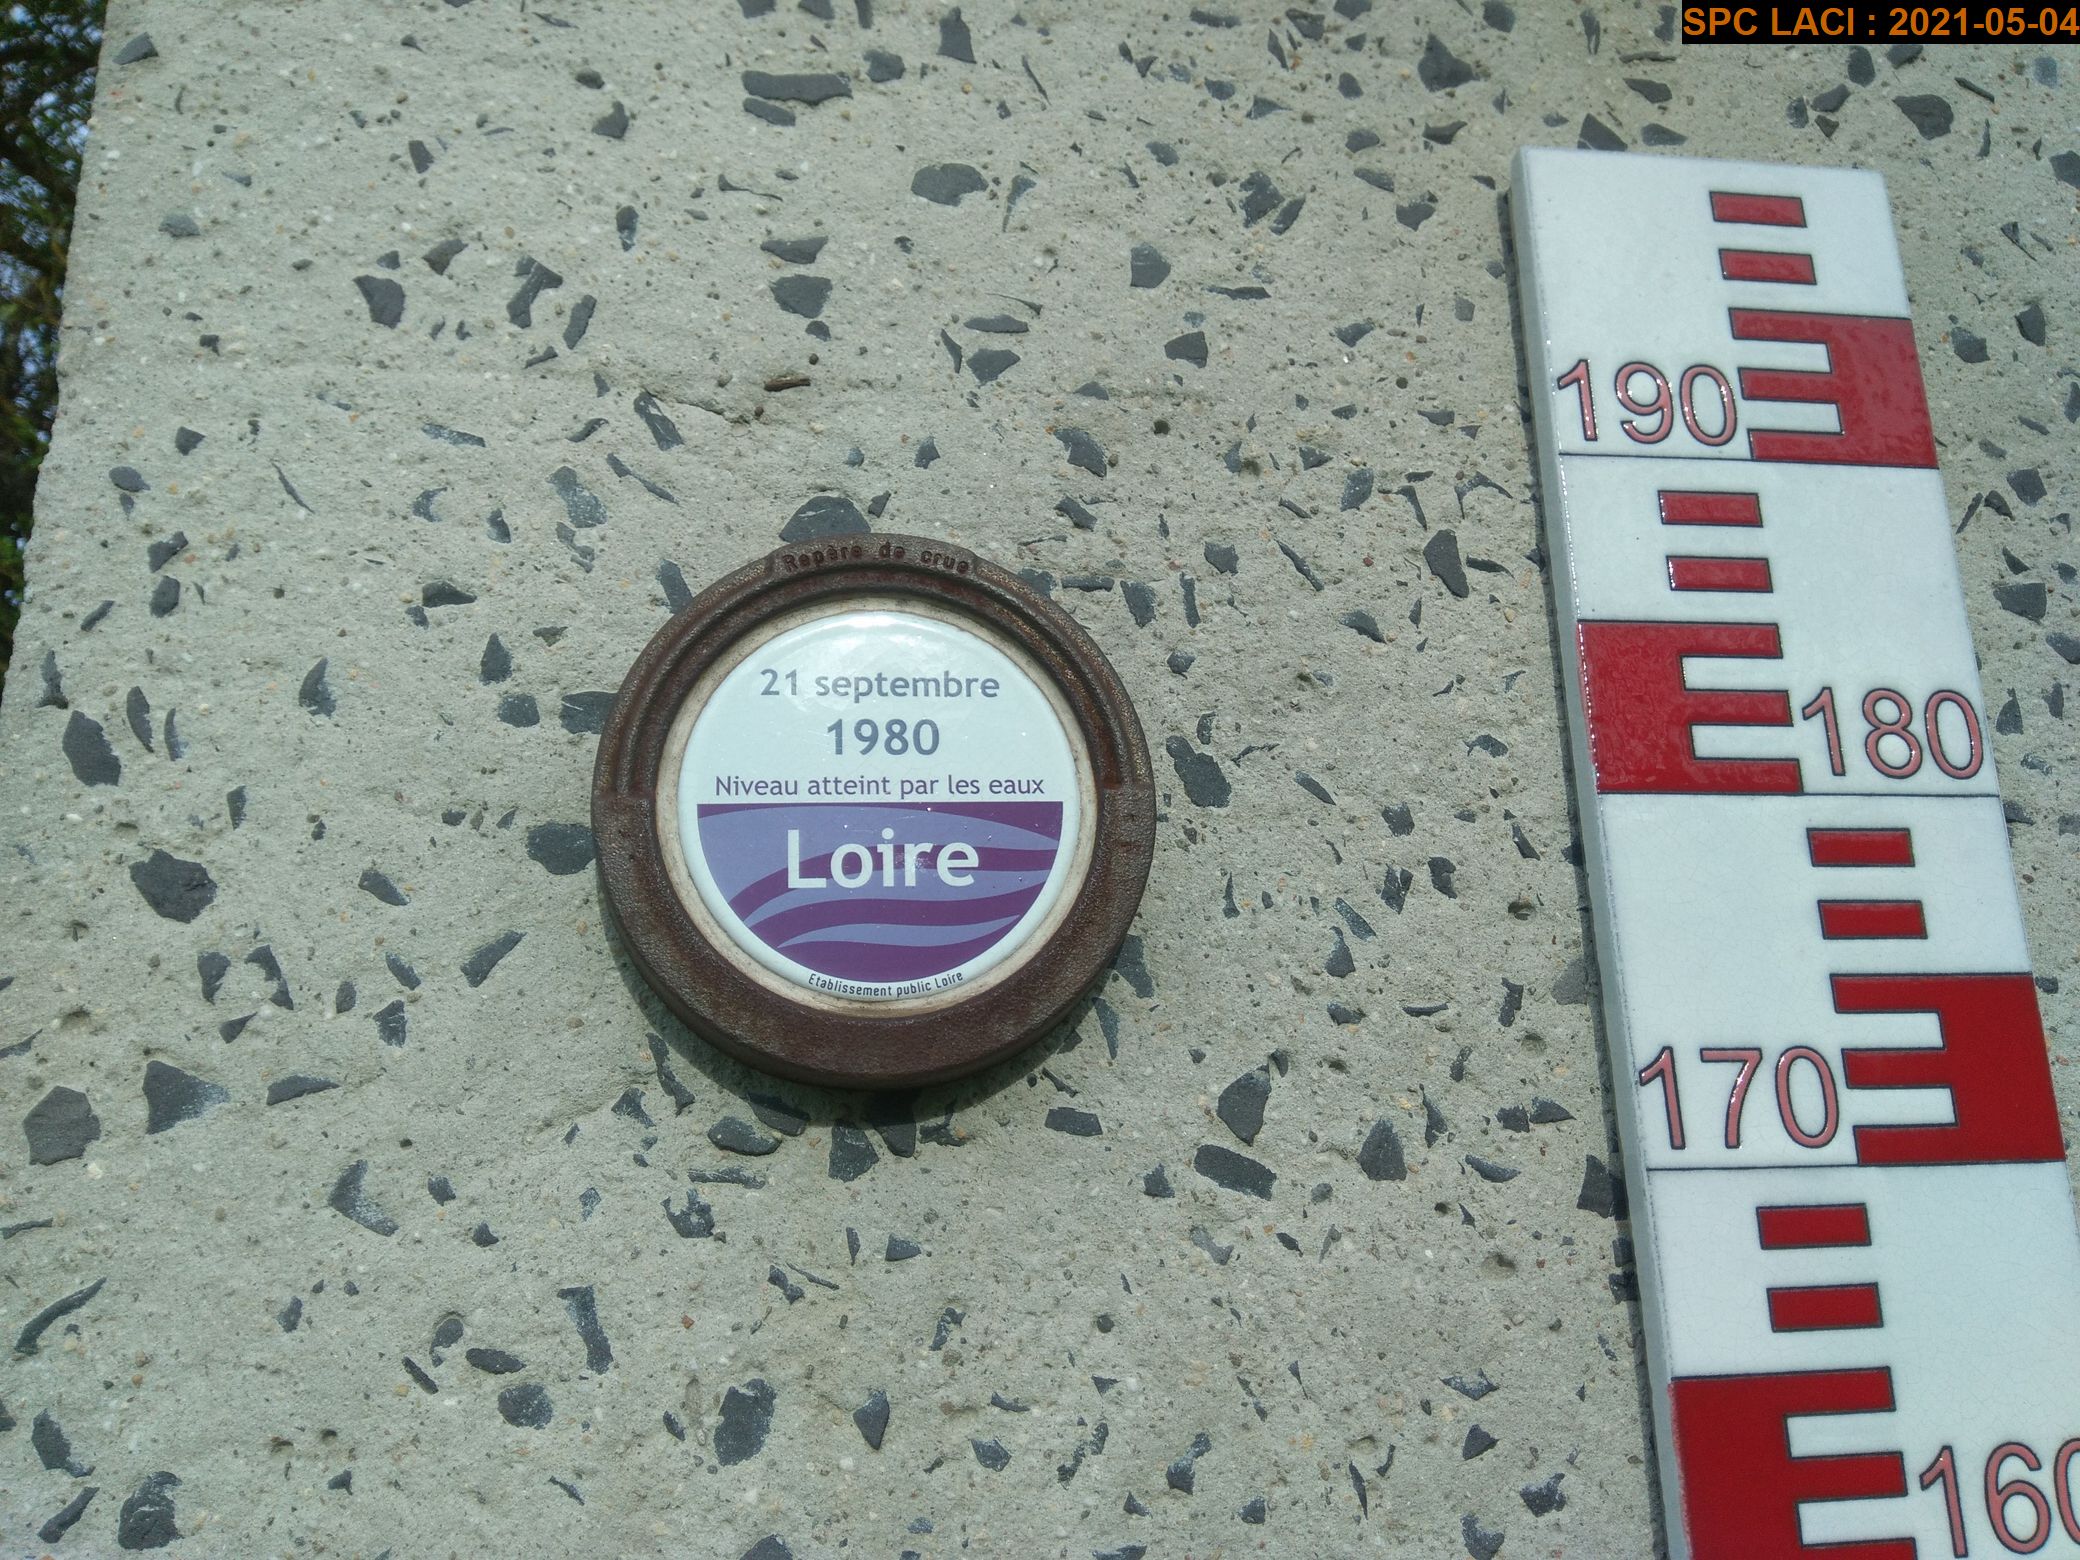 SPC LACI : 2021-05-04
Repère de crue
21 septembre
1980
Niveau atteint par les eaux
Loire
Etablissement public Loire
190
180
170
160